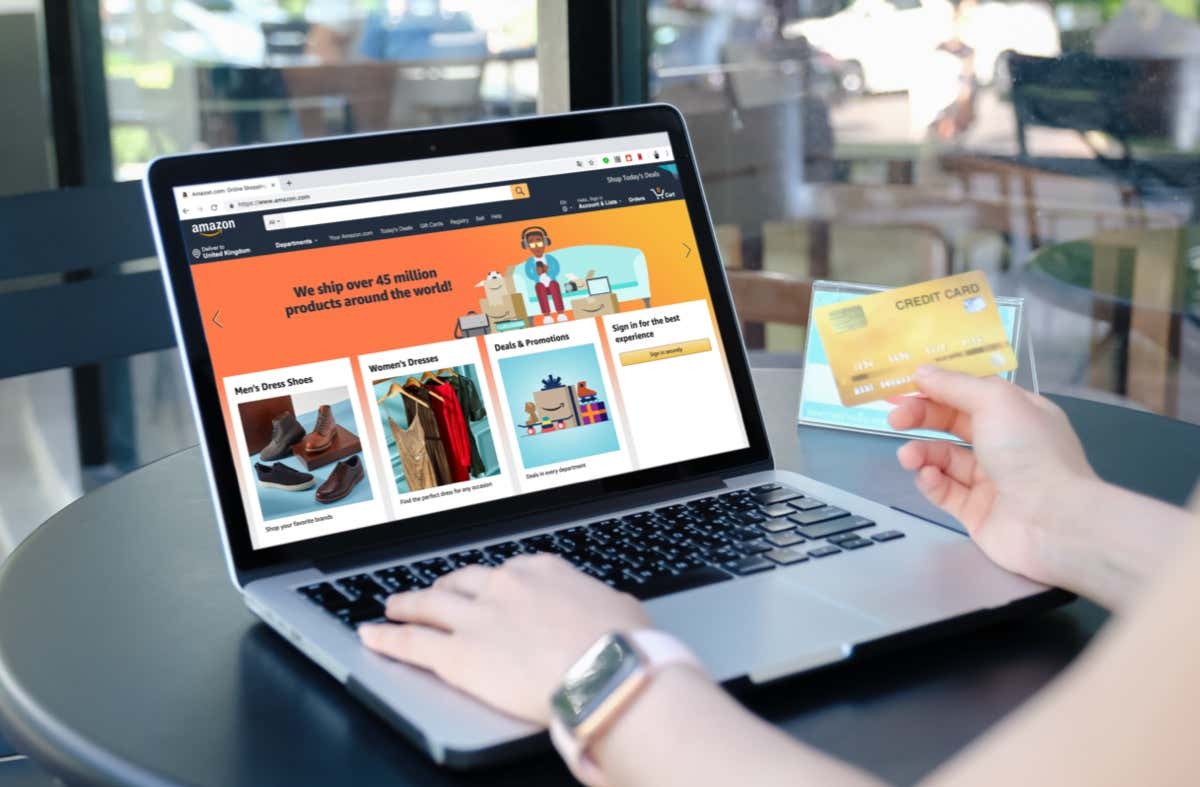 Amazon.com: Online Shopping
https://www.amazon.com
All
Shop Today's Deals
amazon
Deliver to
United Kingdom
Departments
Your Amazon.com
Today's Deals
Gift Cards
Registry
Sell
Help
EN
Hello, Sign in
Account & Lists
Orders
0
Cart
We ship over 45 million
products around the world!
Men's Dress Shoes
Shop your favorite brands
Women's Dresses
Find the perfect dress for any occasion
Deals & Promotions
Deals in every department
Sign in for the best
experience
Sign in securely
CREDIT CARD